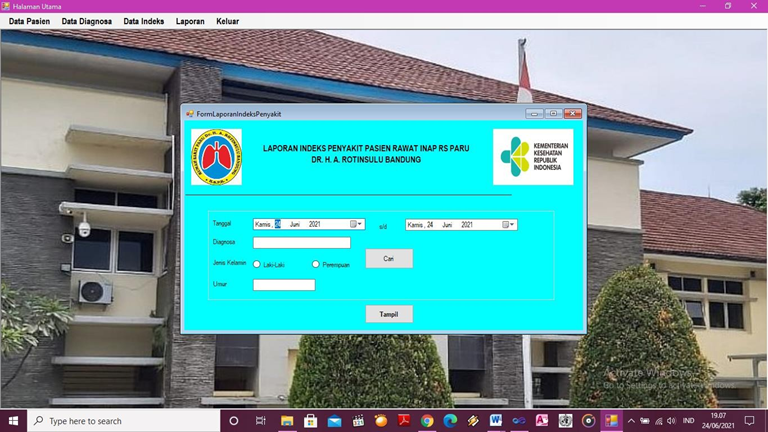 Halaman Utama
Data Pasien Data Diagnosa Data Indeks Laporan Keluar
FormLaporanIndeksPenyakit
LAPORAN INDEKS PENYAKIT PASIEN RAWAT INAP RS PARU
DR. H. A. ROTINSULU BANDUNG
KEMENTERIAN
KESEHATAN
REPUBLIK
INDONESIA
Tanggal Kamis , 24 Juni 2021 s/d Kamis , 24 Juni 2021
Diagnosa
Jenis Kelamin Laki-Laki Perempuan Cari
Umur
Tampil
Activate Windows
Go to Settings to activate Windows.
Type here to search
IND
19.07
24/06/2021